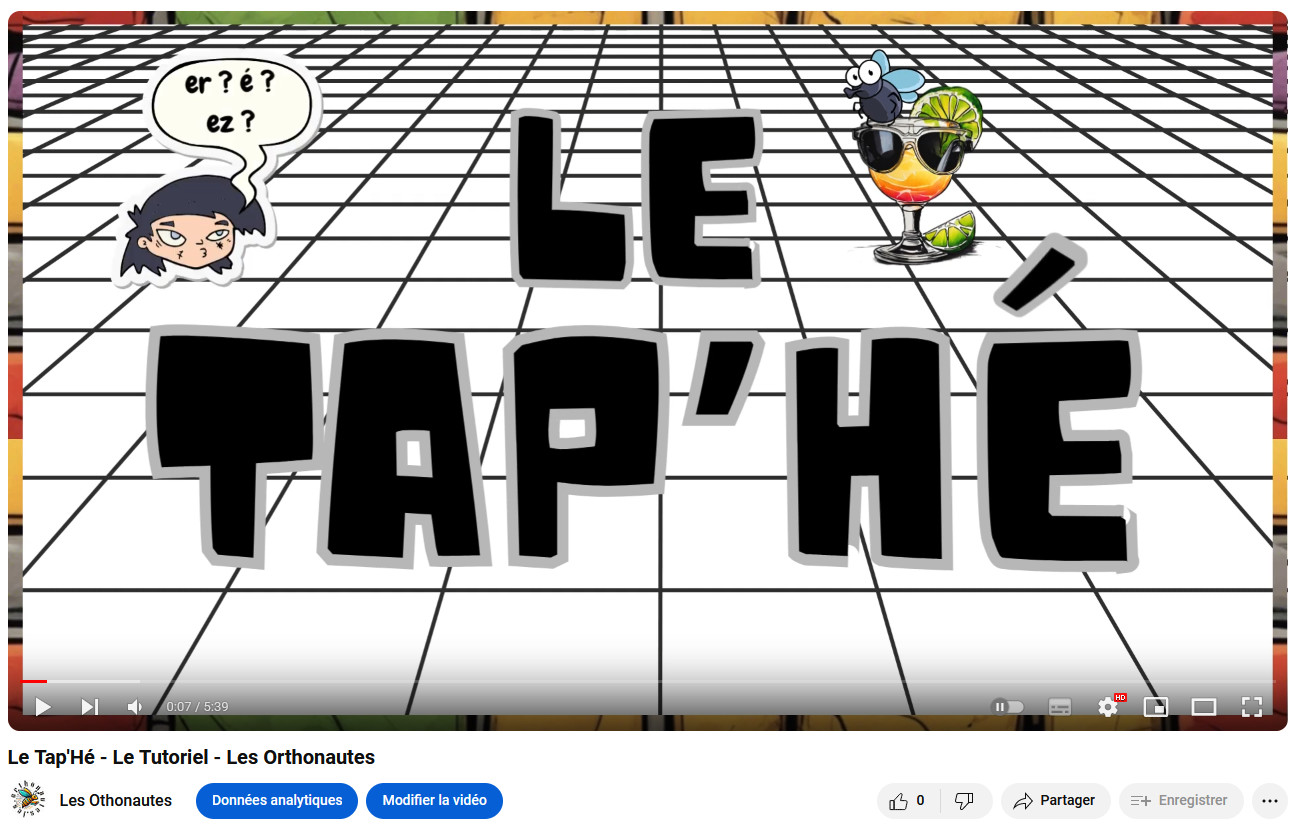 er ? é ?
ez ?
LE
TAP'HÉ
0:07 / 5:39
HD
Le Tap'Hé - Le Tutoriel - Les Orthonautes
Les Othonautes
Données analytiques
Modifier la vidéo
0
Partager
Enregistrer